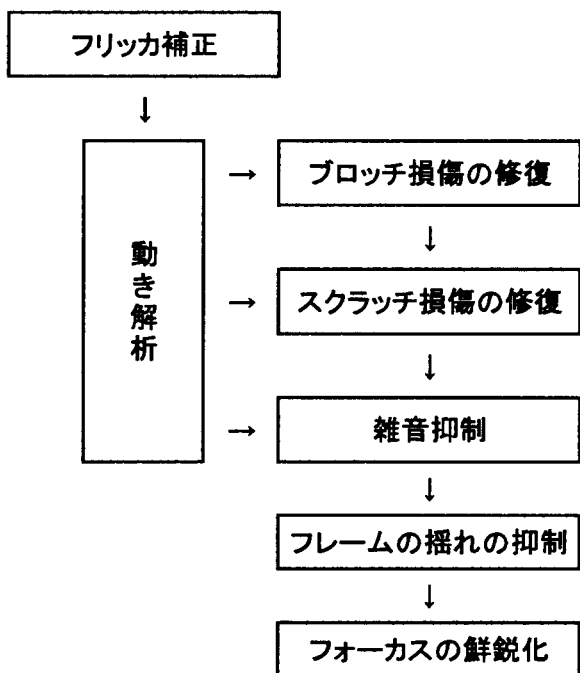 フリッカ補正
↓
動き解析
→
ブロッチ損傷の修復
↓
→
スクラッチ損傷の修復
↓
→
雑音抑制
↓
フレームの揺れの抑制
↓
フォーカスの鮮鋭化